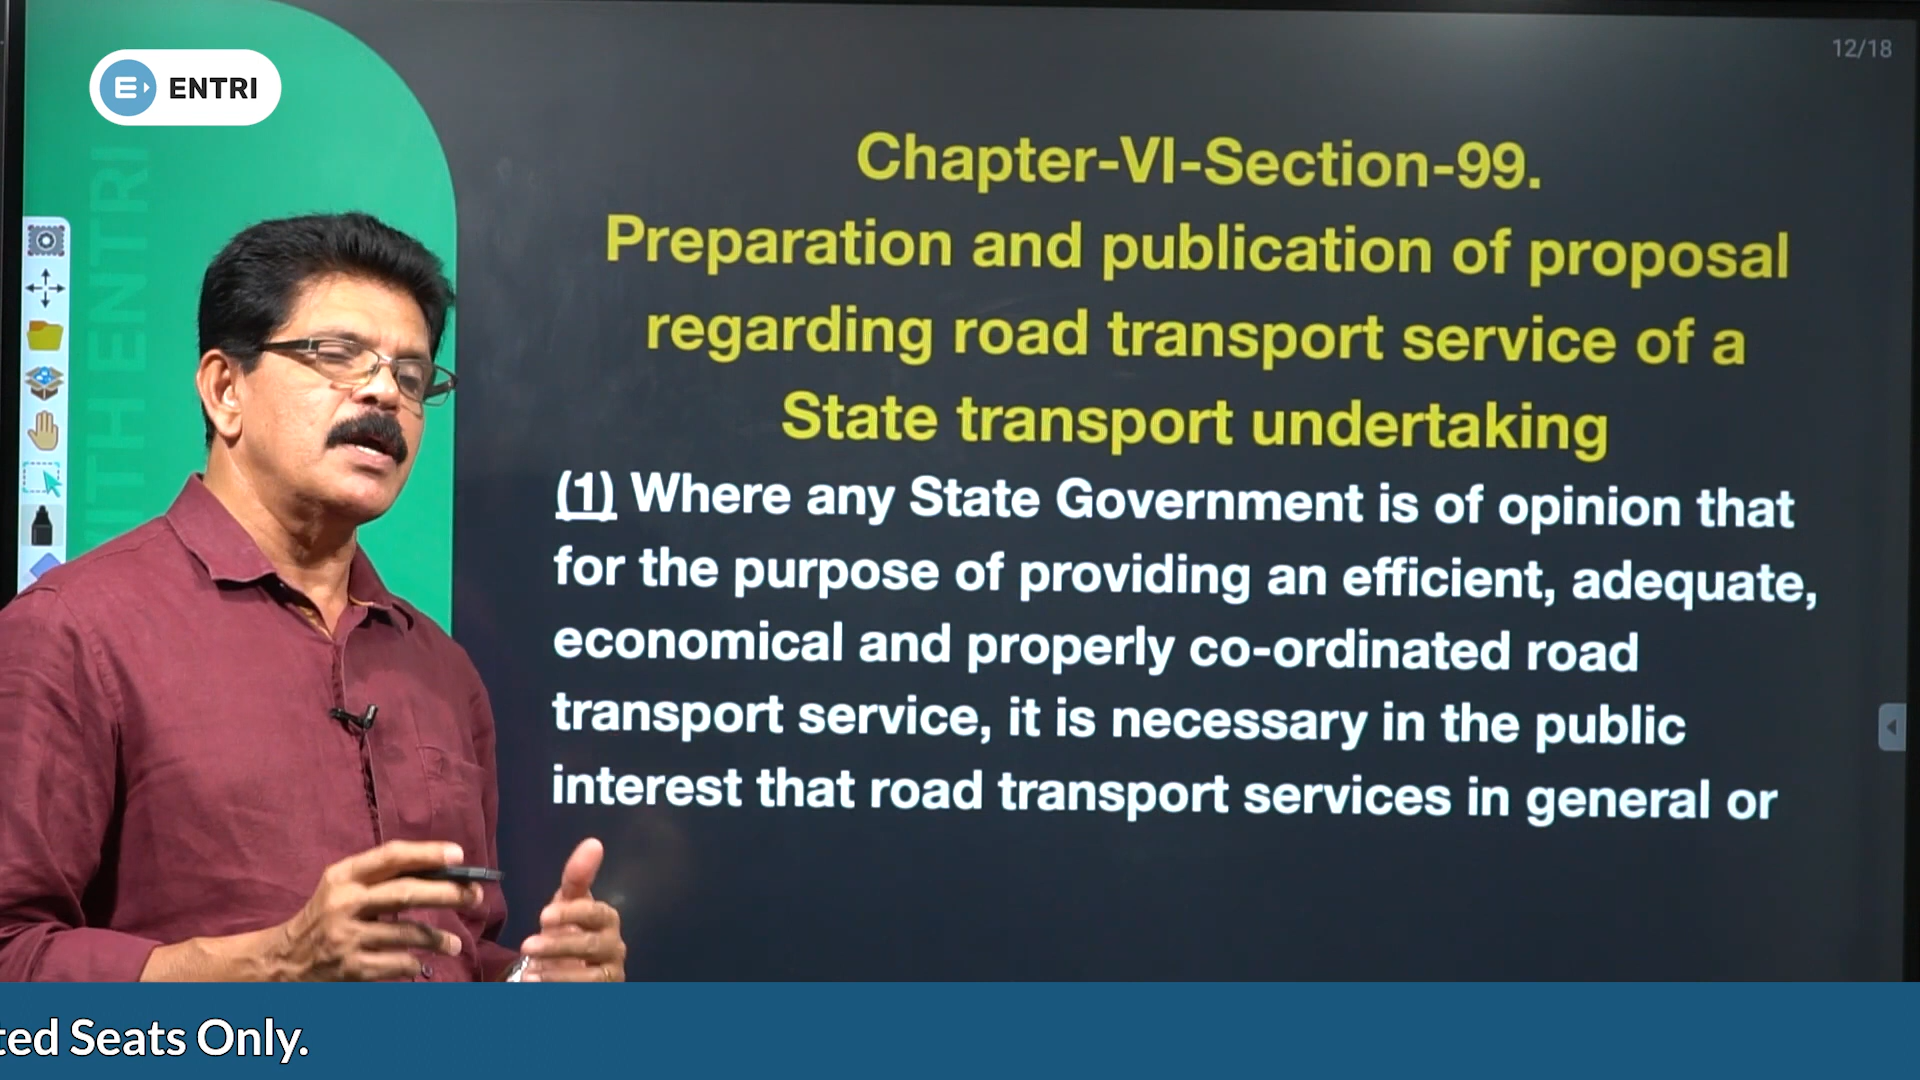 12/18
ENTRI
WITH ENTRI
Chapter-VI-Section-99.
Preparation and publication of proposal
regarding road transport service of a
State transport undertaking
(1) Where any State Government is of opinion that
for the purpose of providing an efficient, adequate,
economical and properly co-ordinated road
transport service, it is necessary in the public
interest that road transport services in general or
ted Seats Only.